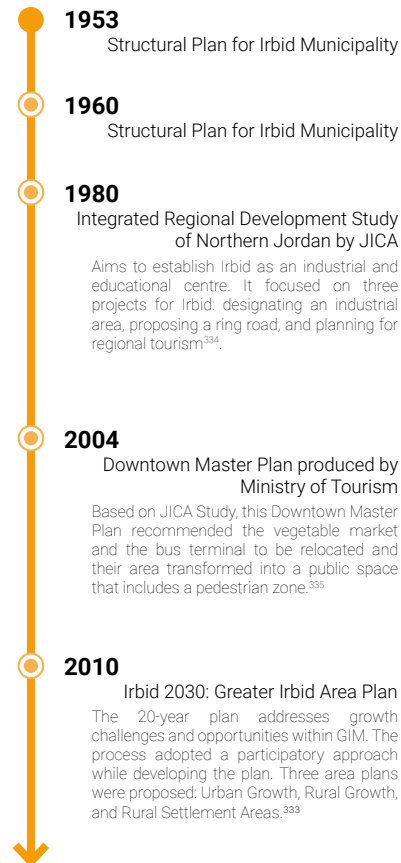 1953
Structural Plan for Irbid Municipality
1960
Structural Plan for Irbid Municipality
1980
Integrated Regional Development Study
of Northern Jordan by JICA
Aims to establish Irbid as an industrial and
educational centre. It focused on three
projects for Irbid: designating an industrial
area, proposing a ring road, and planning for
regional tourism³³⁴.
2004
Downtown Master Plan produced by
Ministry of Tourism
Based on JICA Study, this Downtown Master
Plan recommended the vegetable market
and the bus terminal to be relocated and
their area transformed into a public space
that includes a pedestrian zone.³³⁵
2010
Irbid 2030: Greater Irbid Area Plan
The 20-year plan addresses growth
challenges and opportunities within GIM. The
process adopted a participatory approach
while developing the plan. Three area plans
were proposed: Urban Growth, Rural Growth,
and Rural Settlement Areas.³³³